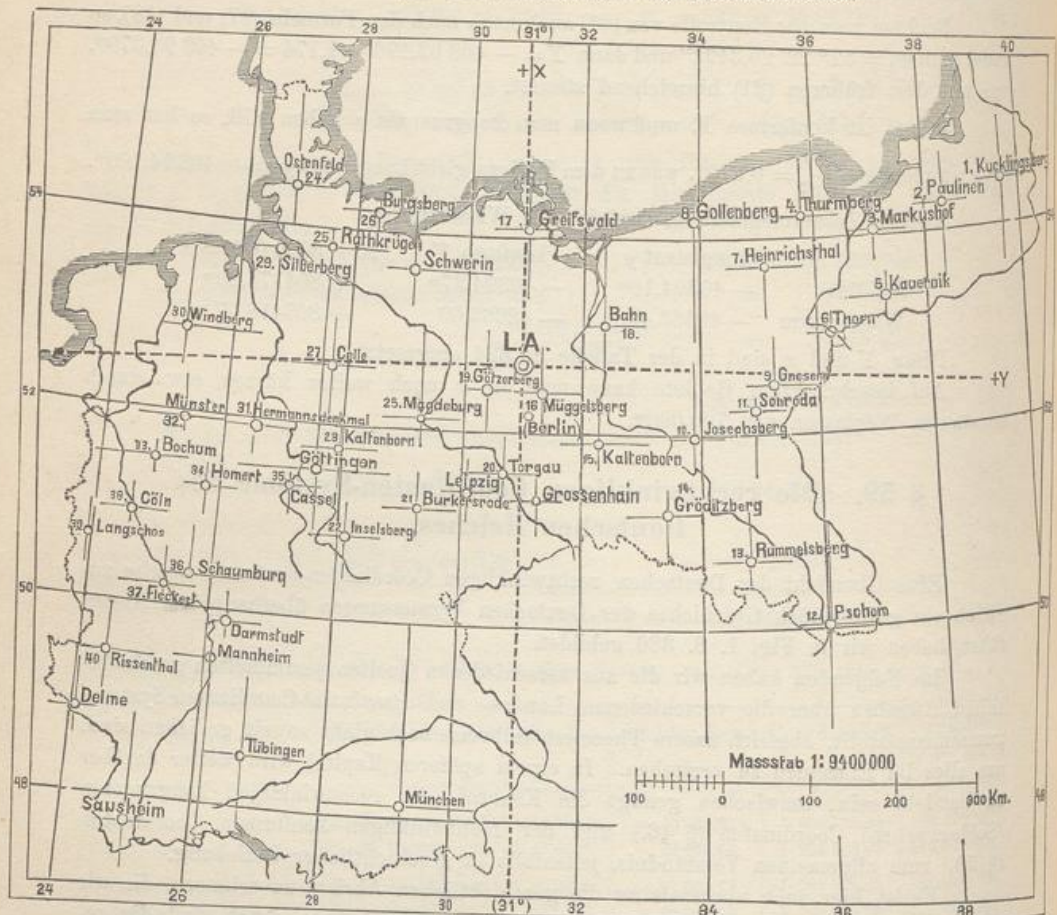 24 26 28 30 (31°) 32 34 36 38 40
+X
54
Ostenfeld
24.
1. Kucklingsberg
2. Paulinen
Burgsberg
26
17.
Greifswald
8. Gollenberg
4. Thurmberg
3. Markushof
25.
Rathkrügen
29. Silberberg
Schwerin
7. Heinrichsthal
5. Kauernik
30 Windberg
Bahn
18.
6. Thorn
L.A.
27. Celle
+Y
19. Götzerberg
9. Gnesen
52
Münster
32.
31. Hermannsdenkmal
25. Magdeburg
16
Müggelsberg
(Berlin)
11. Schroda
10. Josephsberg
29 Kaltenborn
33. Bochum
Göttingen
15. Kaltenborn
34 Homert
35.
Cassel
20. Torgau
Leipzig
38 Cöln
21 Burkersrode
Grossenhain
14.
Gröditzberg
39. Langschos
22 Inselsberg
13. Rummelsberg
36 Schaumburg
50
37. Fleckert
12. Pschow
Darmstadt
Mannheim
40 Rissenthal
Delme
Tübingen
Massstab 1:9400000
100 0 100 200 300 Km.
48
München
Sausheim
24 26 28 30 (31°) 32 34 36 38